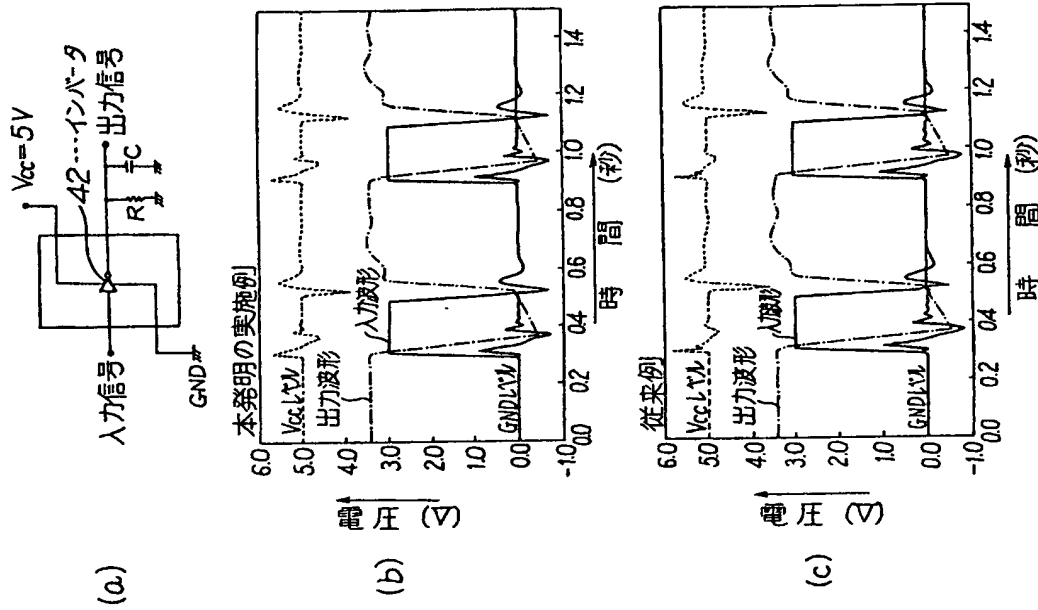 (a)
Vcc=5V
42…インバータ
入力信号
出力信号
R
C
GND
(b)
本発明の実施例
電圧 (V)
6.0
5.0
4.0
3.0
2.0
1.0
0.0
-1.0
Vccレベル
出力波形
入力波形
GNDレベル
0.0 0.2 0.4 0.6 0.8 1.0 1.2 1.4
時間 (秒)
(c)
従来例
電圧 (V)
6.0
5.0
4.0
3.0
2.0
1.0
0.0
-1.0
Vccレベル
出力波形
入力波形
GNDレベル
0.0 0.2 0.4 0.6 0.8 1.0 1.2 1.4
時間 (秒)